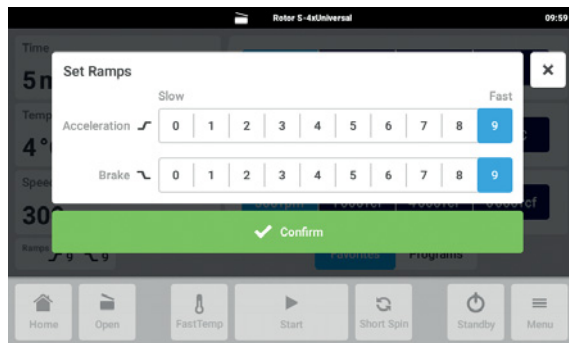 Rotor S-4xUniversal 09:59
Time
5
Set Ramps
Slow Fast
Temp
Acceleration 0 1 2 3 4 5 6 7 8 9
4°
Brake 0 1 2 3 4 5 6 7 8 9
Speed
30
Confirm
Ramps 9 9 Favorites Programs
Home Open FastTemp Start Short Spin Standby Menu